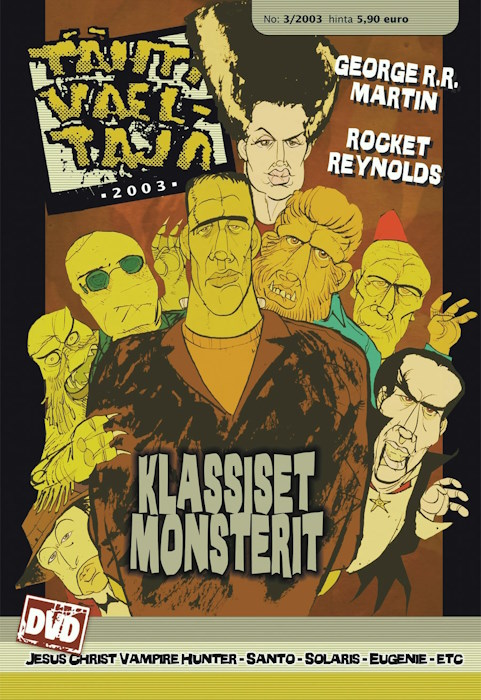 No: 3/2003 hinta 5,90 euro
TÄHTI
VAEL-
TAJA
2003
GEORGE R.R.
MARTIN
ROCKET
REYNOLDS
KLASSISET
MONSTERIT
DVD
JESUS CHRIST VAMPIRE HUNTER - SANTO - SOLARIS - EUGENIE - ETC